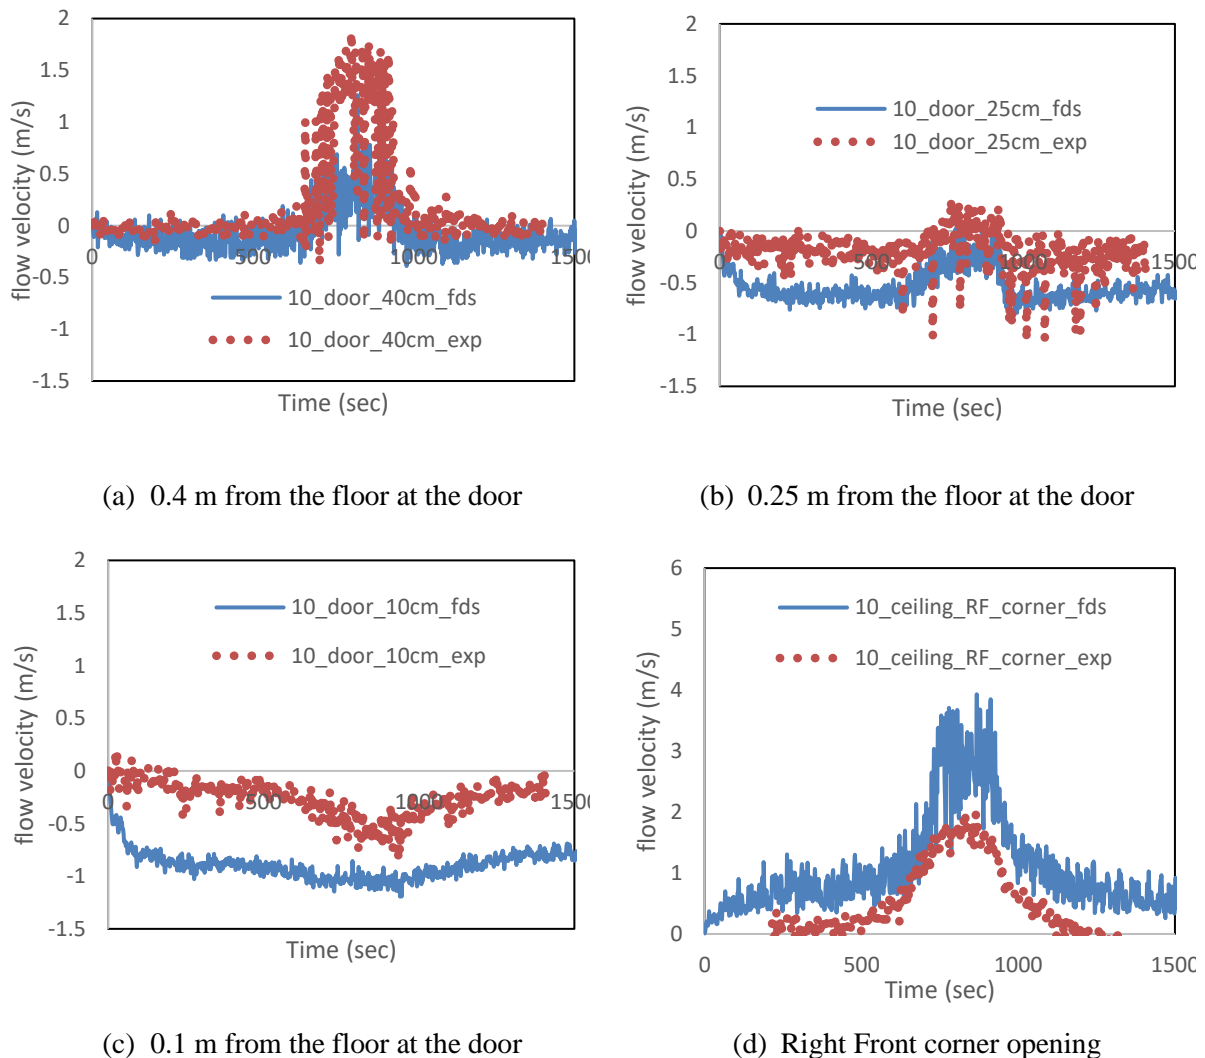 2
1.5
1
0.5
0
-0.5
-1
-1.5
0
500
1000
1500
flow velocity (m/s)
Time (sec)
10_door_40cm_fds
10_door_40cm_exp
(a) 0.4 m from the floor at the door
2
1.5
1
0.5
0
-0.5
-1
-1.5
0
500
1000
1500
flow velocity (m/s)
Time (sec)
10_door_25cm_fds
10_door_25cm_exp
(b) 0.25 m from the floor at the door
2
1.5
1
0.5
0
-0.5
-1
-1.5
0
500
1000
1500
flow velocity (m/s)
Time (sec)
10_door_10cm_fds
10_door_10cm_exp
(c) 0.1 m from the floor at the door
6
5
4
3
2
1
0
0
500
1000
1500
flow velocity (m/s)
Time (sec)
10_ceiling_RF_corner_fds
10_ceiling_RF_corner_exp
(d) Right Front corner opening